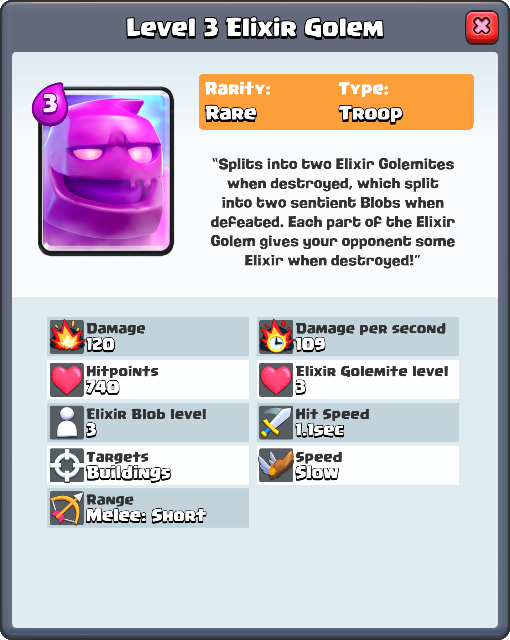 Level 3 Elixir Golem
3
Rarity:
Rare
Type:
Troop
“Splits into two Elixir Golemites
when destroyed, which split
into two sentient Blobs when
defeated. Each part of the Elixir
Golem gives your opponent some
Elixir when destroyed!”
Damage
120
Damage per second
109
Hitpoints
740
Elixir Golemite level
3
Elixir Blob level
3
Hit Speed
1.1sec
Targets
Buildings
Speed
Slow
Range
Melee: Short